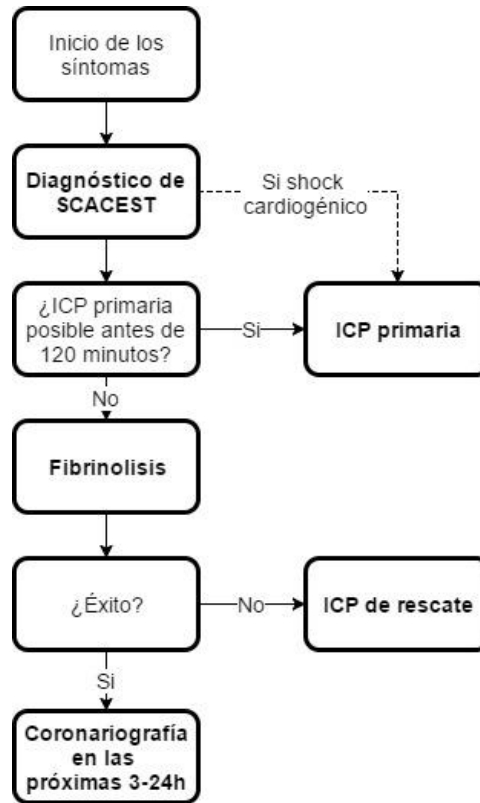 Inicio de los
síntomas
Diagnóstico de
SCACEST
Si shock
cardiogénico
¿ICP primaria
posible antes de
120 minutos?
Si
ICP primaria
No
Fibrinolisis
¿Éxito?
No
ICP de rescate
Si
Coronariografía
en las
próximas 3-24h